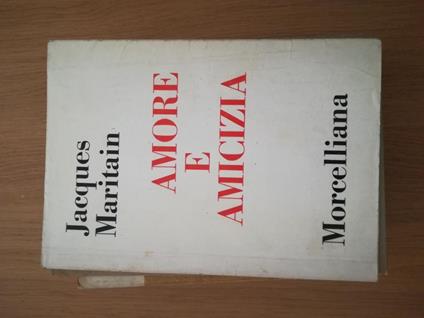 Jacques
Maritain
AMORE
E
AMICIZIA
Morcelliana